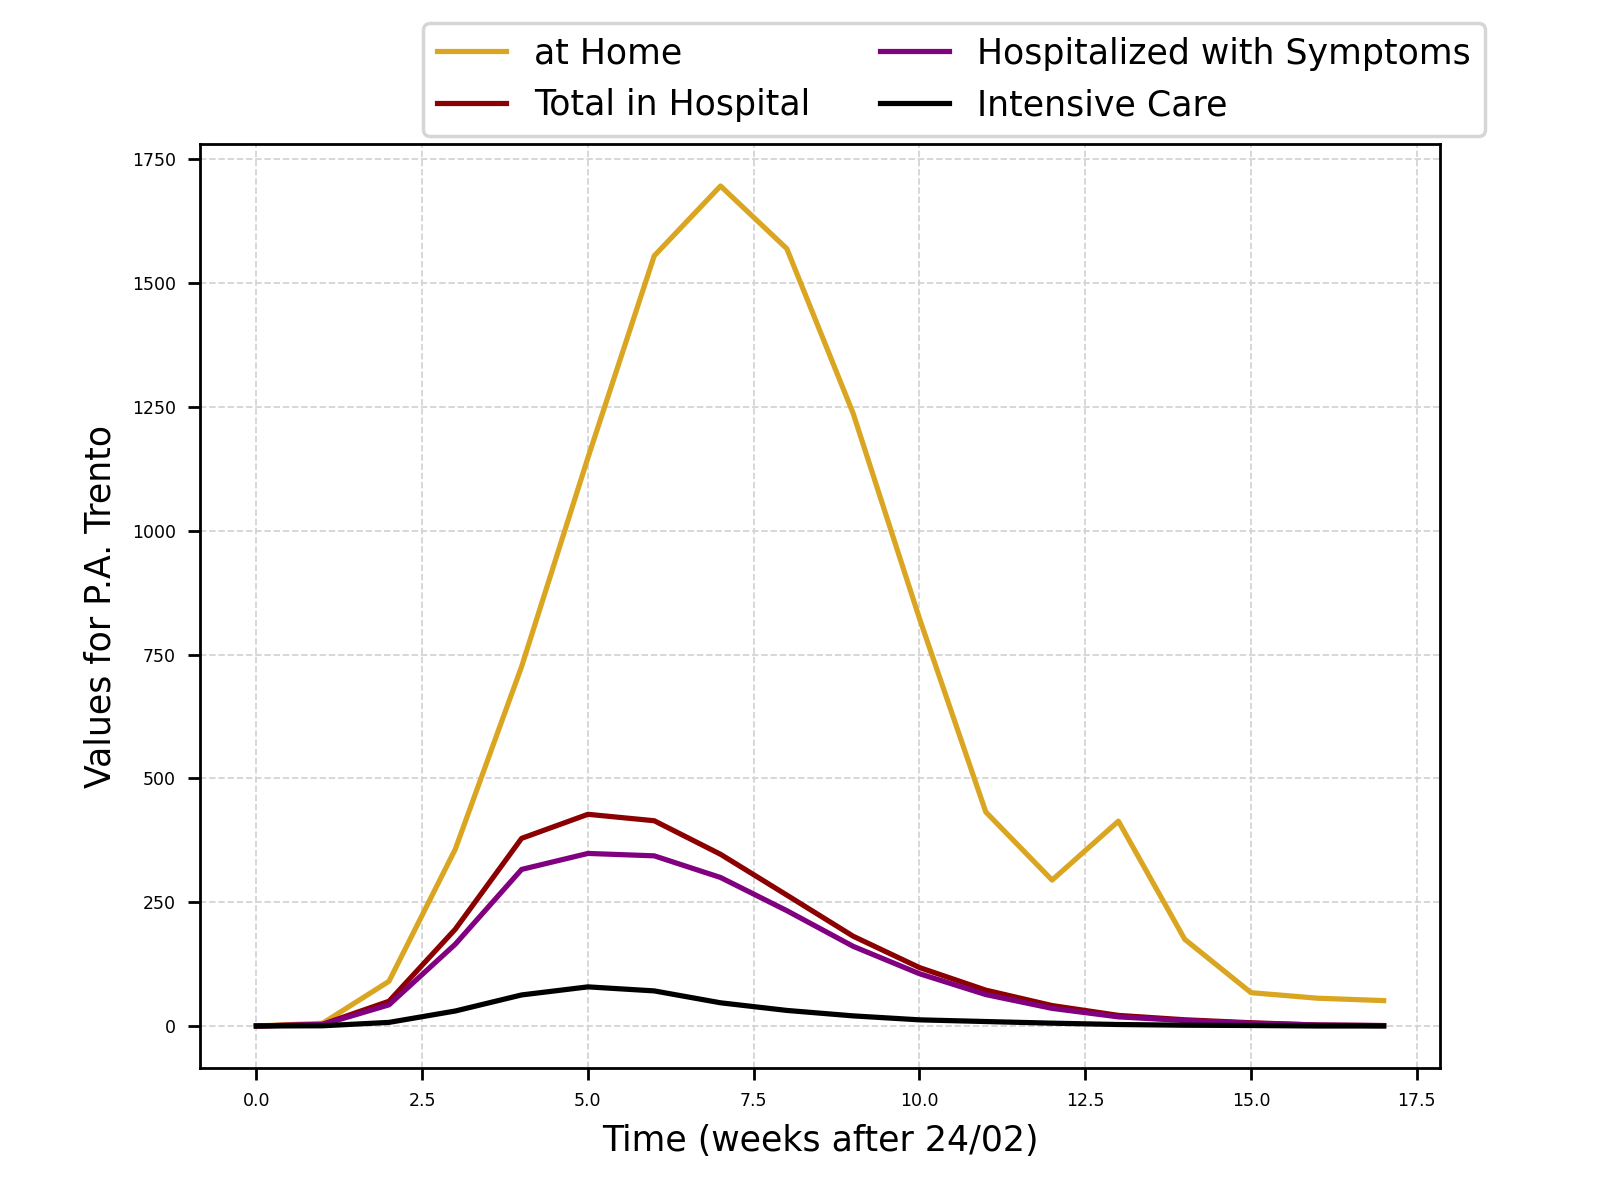 at Home
Hospitalized with Symptoms
Total in Hospital
Intensive Care
1750
1500
1250
1000
750
500
250
0
Values for P.A. Trento
0.0 2.5 5.0 7.5 10.0 12.5 15.0 17.5
Time (weeks after 24/02)